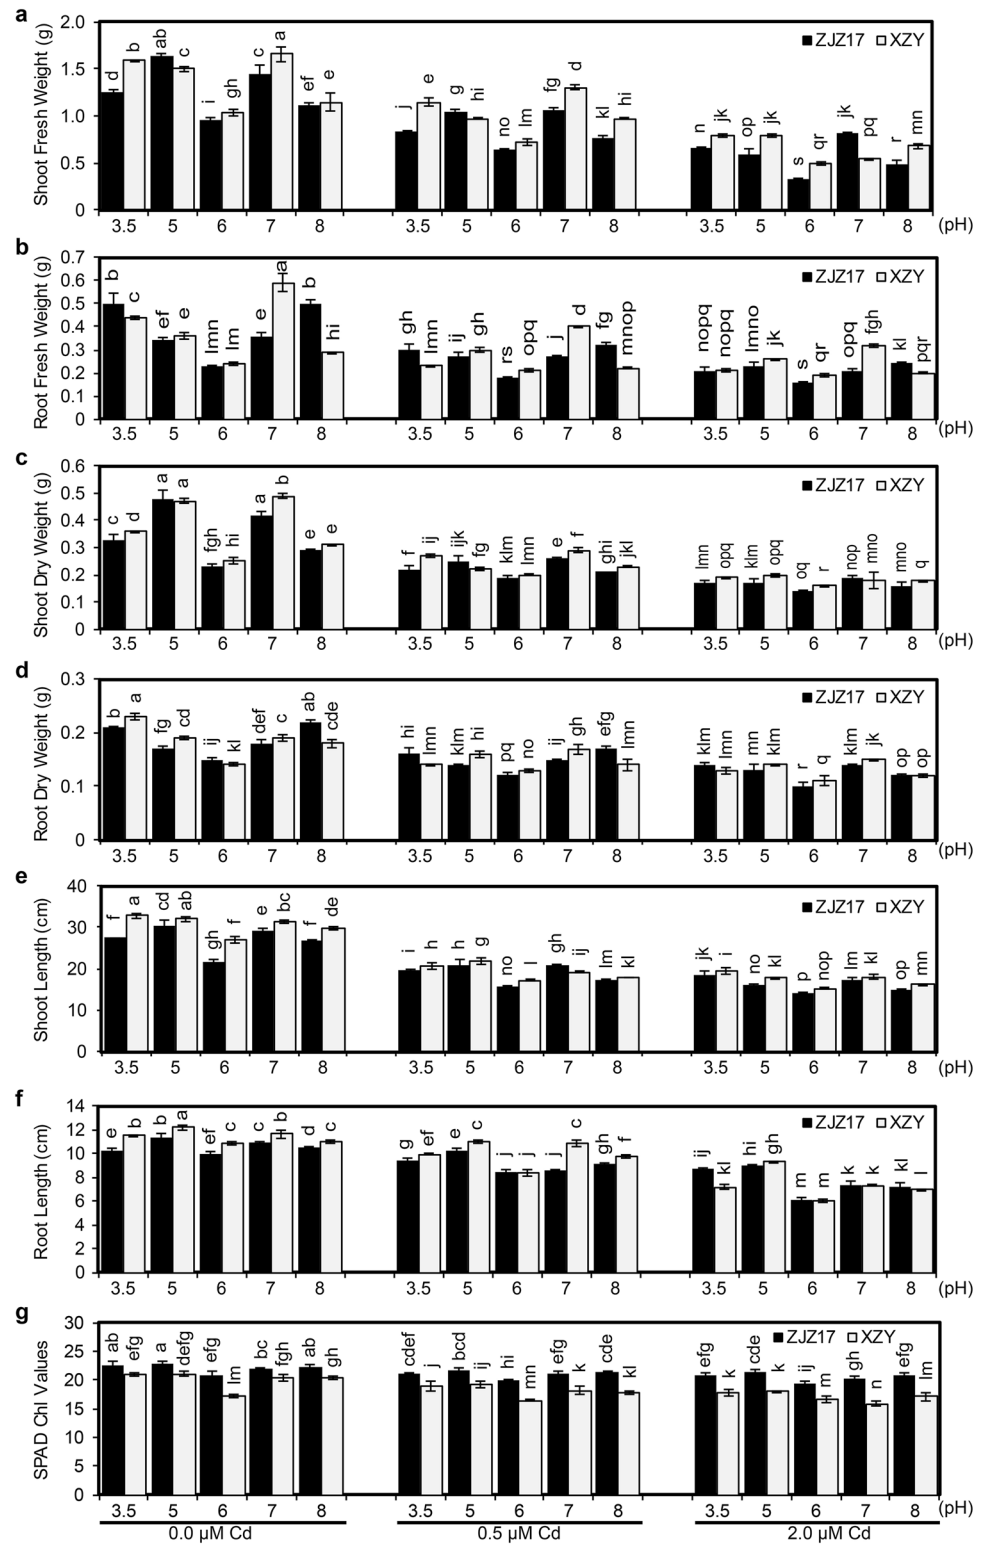 a
Shoot Fresh Weight (g)
2.0
1.5
1.0
0.5
0
ZJZ17 XZY
d b ab c i gh c a ef e
j e g hi no lm fg d kl hi
n jk op jk s qr jk pq r mn
3.5 5 6 7 8 3.5 5 6 7 8 3.5 5 6 7 8 (pH)
b
Root Fresh Weight (g)
0.7
0.6
0.5
0.4
0.3
0.2
0.1
0
ZJZ17 XZY
b c ef e lmn lm e a b hi
gh lmn ij gh rs opq j d fg mnop
nopq nopq lmno jk s qr opq fgh kl pqr
3.5 5 6 7 8 3.5 5 6 7 8 3.5 5 6 7 8 (pH)
c
Shoot Dry Weight (g)
0.6
0.5
0.4
0.3
0.2
0.1
0
ZJZ17 XZY
c d a a fgh hi a b e e
f ij ijk fg klm lmn e f ghi jkl
lmn opq klm opq oq r nop mno mno q
3.5 5 6 7 8 3.5 5 6 7 8 3.5 5 6 7 8 (pH)
d
Root Dry Weight (g)
0.3
0.2
0.1
0
ZJZ17 XZY
b a fg cd ij kl def c ab cde
hi lmn klm hi pq no ij gh efg lmn
klm lmn mn klm r q klm jk op op
3.5 5 6 7 8 3.5 5 6 7 8 3.5 5 6 7 8 (pH)
e
Shoot Length (cm)
40
30
20
10
0
ZJZ17 XZY
f a cd ab gh f e bc f de
i h h g no l gh ij lm kl
jk i no kl p nop lm kl op mn
3.5 5 6 7 8 3.5 5 6 7 8 3.5 5 6 7 8 (pH)
f
Root Length (cm)
14
12
10
8
6
4
2
0
ZJZ17 XZY
e b b a ef c c b d c
g ef e c j j j c gh f
ij kl hi gh m m k k kl l
3.5 5 6 7 8 3.5 5 6 7 8 3.5 5 6 7 8 (pH)
g
SPAD Chl Values
30
25
20
15
10
5
0
ZJZ17 XZY
ab efg a defg efg lm bc fgh ab gh
cdef j bcd ij hi mn efg k cde kl
efg k cde k ij m gh n efg lm
3.5 5 6 7 8 3.5 5 6 7 8 3.5 5 6 7 8 (pH)
0.0 µM Cd 0.5 µM Cd 2.0 µM Cd